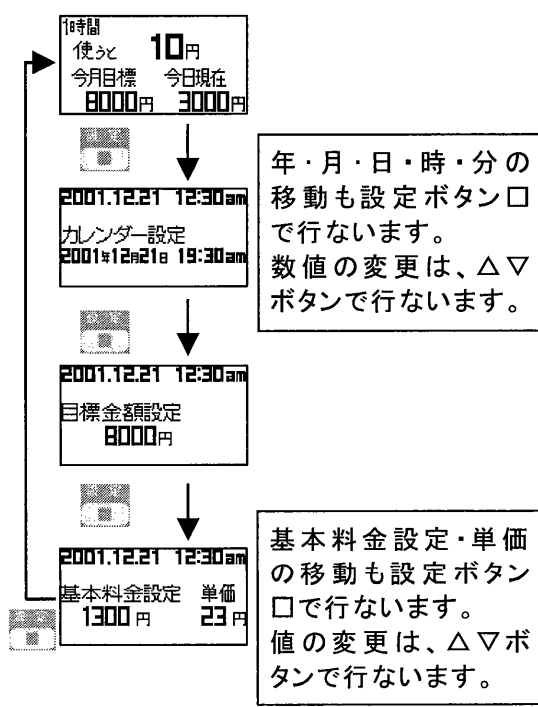 1時間
使うと 10円
今月目標 今日現在
8000円 3000円
設定
2001.12.21 12:30am
カレンダー設定
2001年12月21日 19:30am
年・月・日・時・分の
移動も設定ボタン□
で行ないます。
数値の変更は、△▽
ボタンで行ないます。
設定
2001.12.21 12:30am
目標金額設定
8000円
設定
2001.12.21 12:30am
基本料金設定 単価
1300円 23円
設定
基本料金設定・単価
の移動も設定ボタン
□で行ないます。
値の変更は、△▽ボ
タンで行ないます。